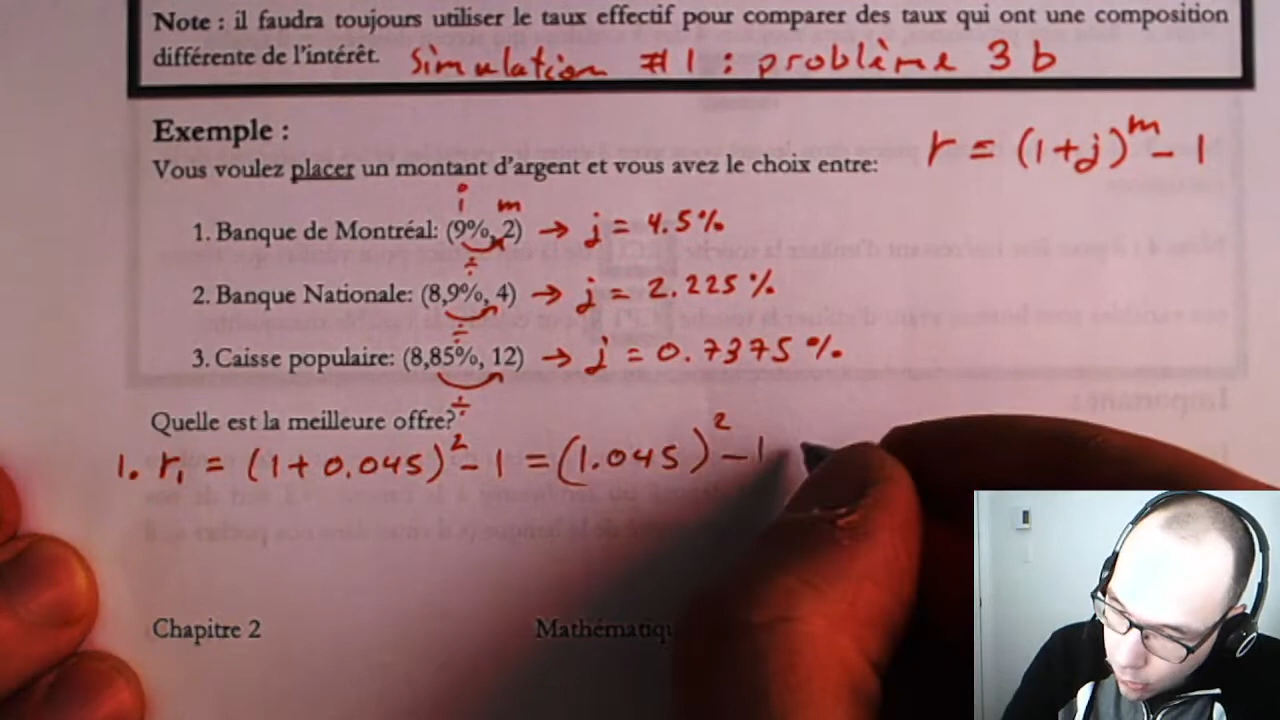 Note : il faudra toujours utiliser le taux effectif pour comparer des taux qui ont une composition
différente de l'intérêt. Simulation #1 : problème 3 b
Exemple :
r = (1+j)^m - 1
Vous voulez placer un montant d'argent et vous avez le choix entre:
i m
1. Banque de Montréal: (9%, 2) → j = 4.5%
÷
2. Banque Nationale: (8,9%, 4) → j = 2.225%
÷
3. Caisse populaire: (8,85%, 12) → j = 0.7375%
÷
Quelle est la meilleure offre?
1. r₁ = (1+0.045)² - 1 = (1.045)² - 1
Chapitre 2